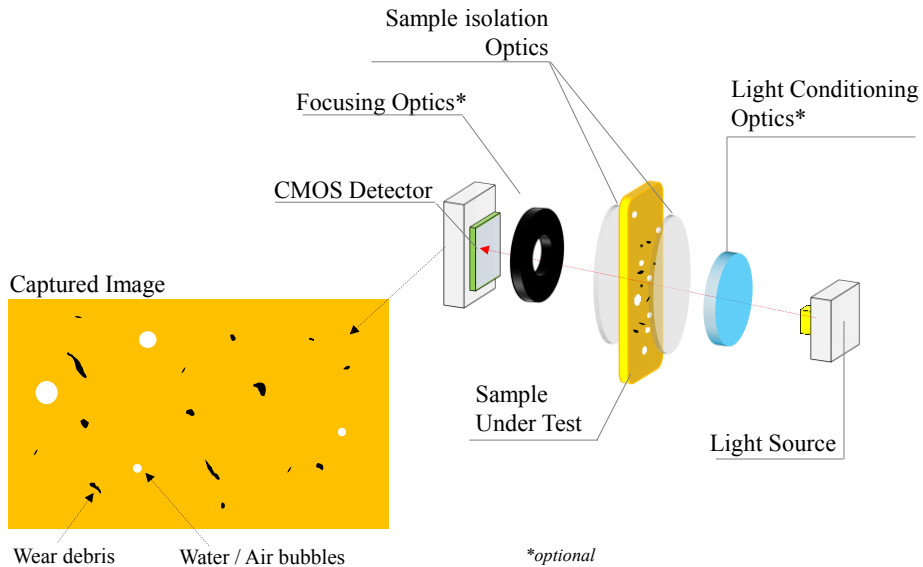 Sample isolation
Optics
Light Conditioning
Optics*
Focusing Optics*
CMOS Detector
Captured Image
Sample
Under Test
Light Source
Wear debris
Water / Air bubbles
*optional